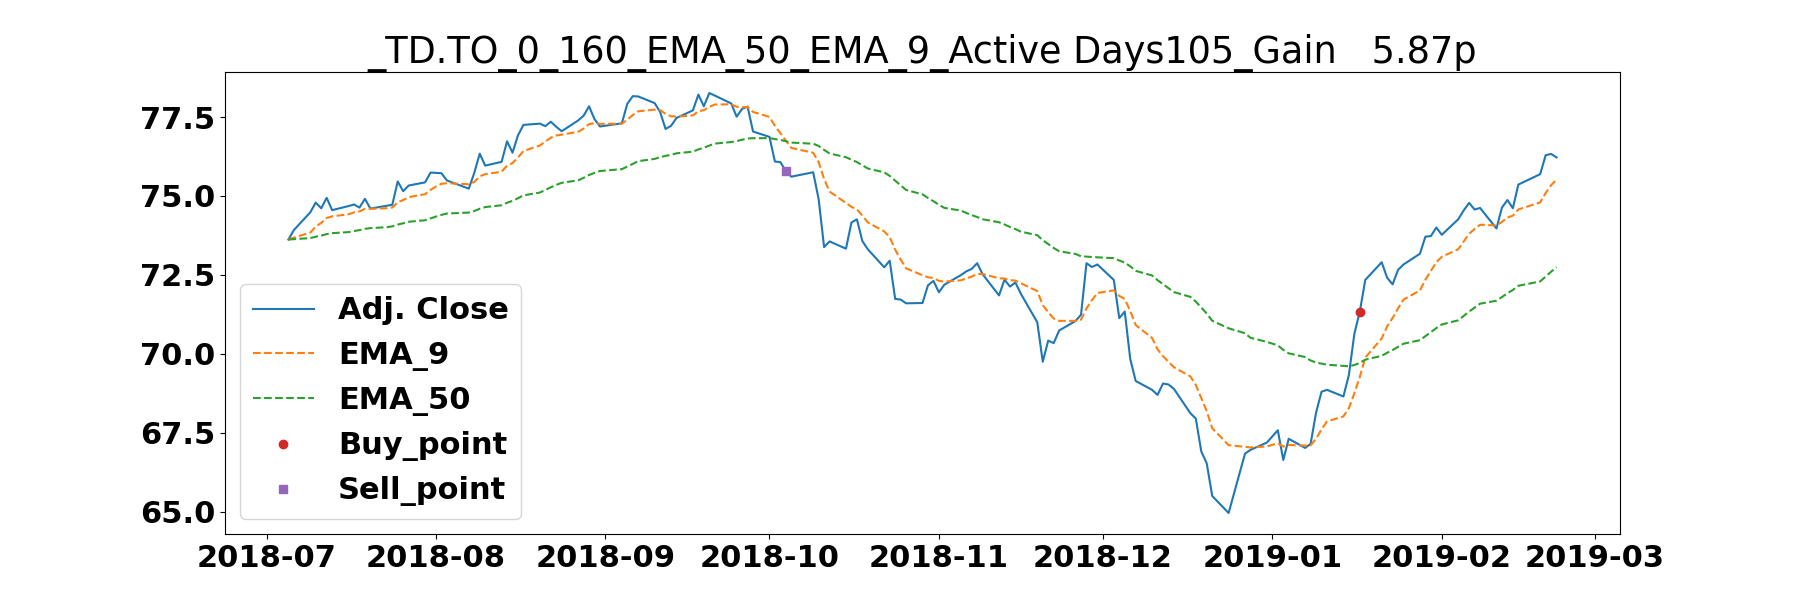 _TD.TO_0_160_EMA_50_EMA_9_Active Days105_Gain   5.87p
77.5
75.0
72.5
70.0
67.5
65.0
Adj. Close
EMA_9
EMA_50
Buy_point
Sell_point
2018-07 2018-08 2018-09 2018-10 2018-11 2018-12 2019-01 2019-02 2019-03